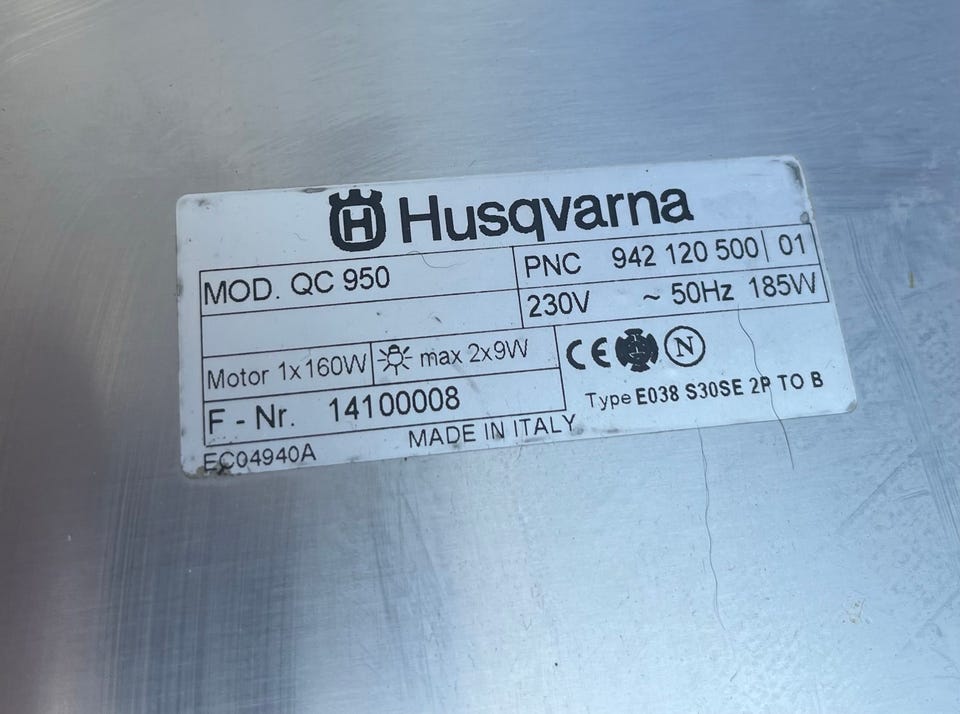 H Husqvarna
MOD. QC 950
PNC 942 120 500 | 01
230V ~ 50Hz 185W
Motor 1x160W max 2x9W
CE N
F - Nr. 14100008
Type E038 S30SE 2P TO B
EC04940A
MADE IN ITALY